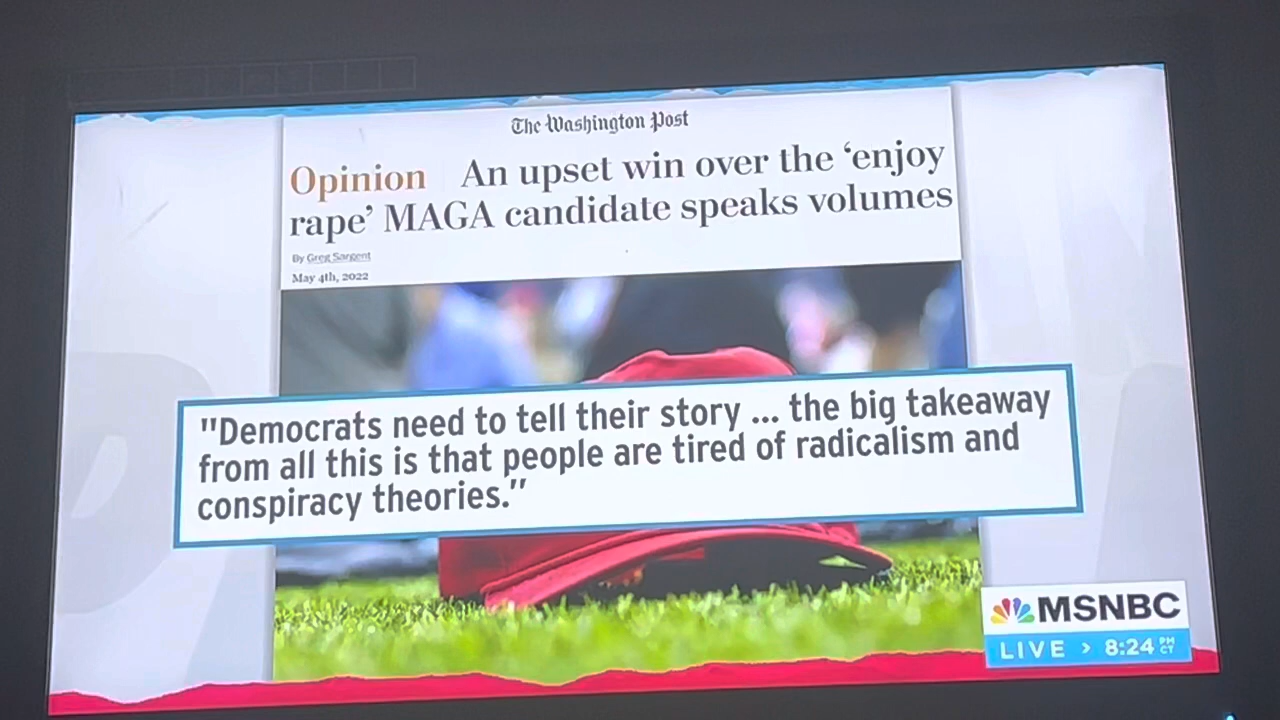 The Washington Post
Opinion An upset win over the ‘enjoy
rape’ MAGA candidate speaks volumes
By Greg Sargent
May 4th, 2022
"Democrats need to tell their story ... the big takeaway
from all this is that people are tired of radicalism and
conspiracy theories."
MSNBC
LIVE > 8:24 PM CT